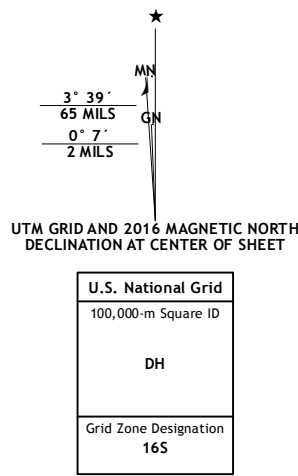 ★
MN
3° 39´
65 MILS
GN
0° 7´
2 MILS
UTM GRID AND 2016 MAGNETIC NORTH
DECLINATION AT CENTER OF SHEET
U.S. National Grid
100,000-m Square ID
DH
Grid Zone Designation
16S